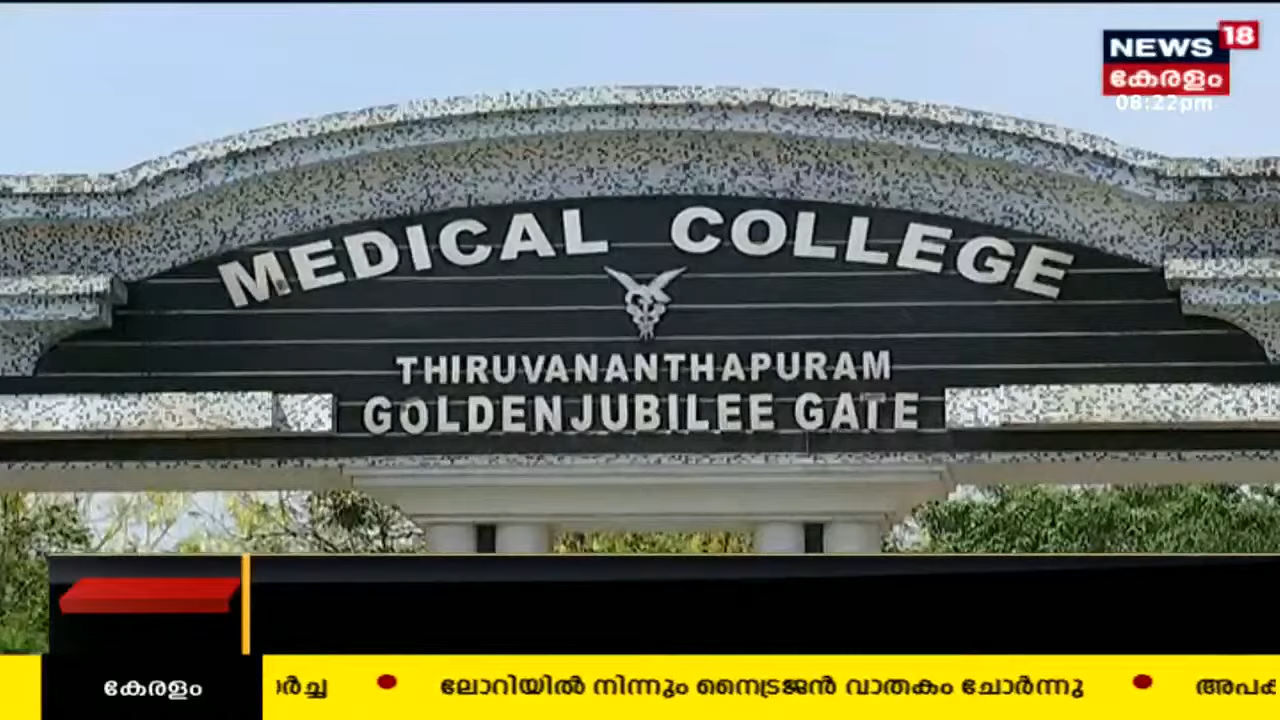 NEWS 18
കേരളം
08:22pm
MEDICAL COLLEGE
THIRUVANANTHAPURAM
GOLDENJUBILEE GATE
കേരളം
ലോറിയിൽ നിന്നും നൈട്രജൻ വാതകം ചോർന്നു